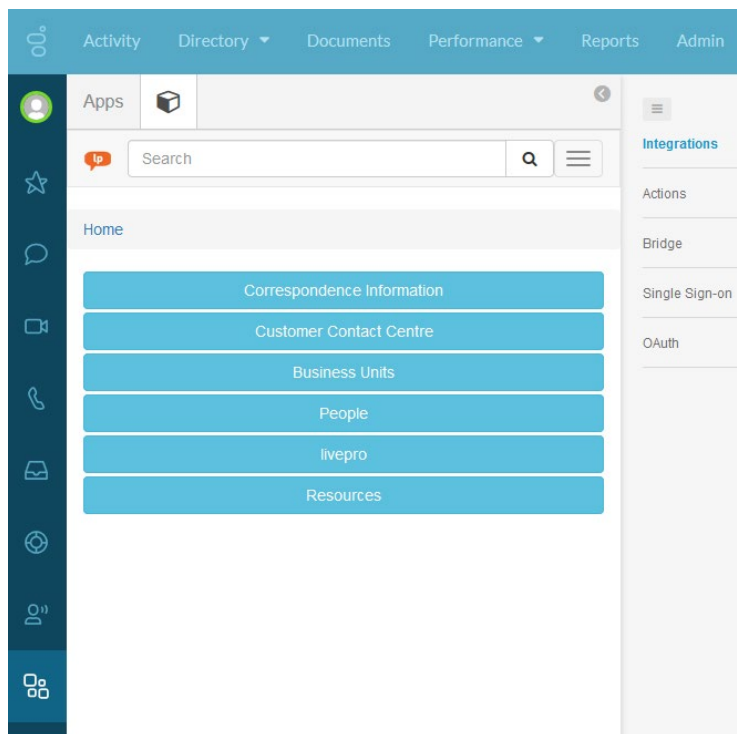 Activity Directory Documents Performance Reports Admin
Apps
lp Search
Home
Correspondence Information
Customer Contact Centre
Business Units
People
livepro
Resources
Integrations
Actions
Bridge
Single Sign-on
OAuth